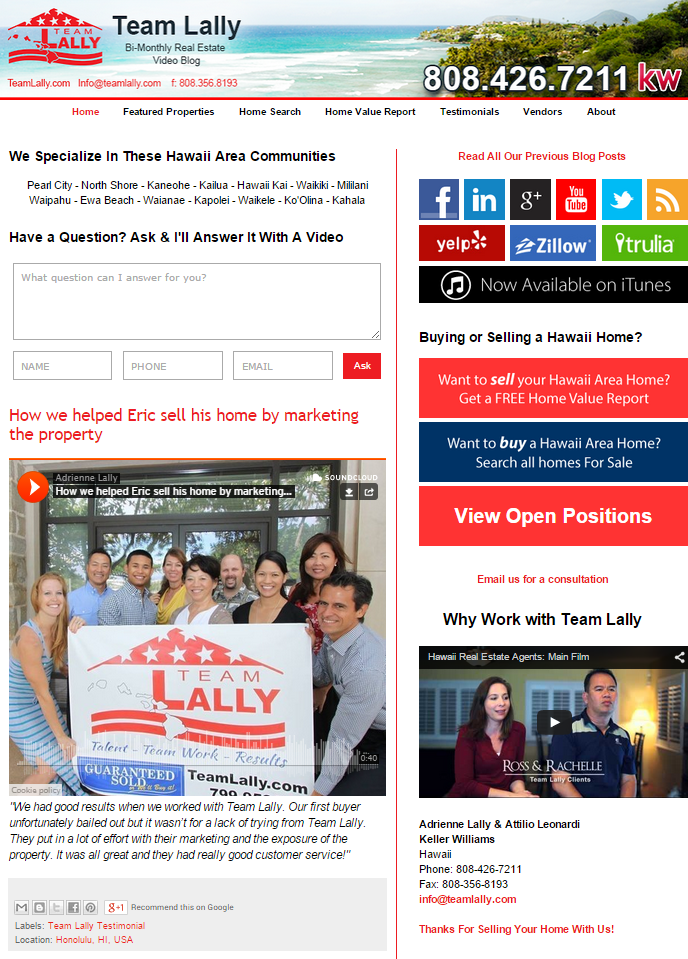 TEAM
LALLY
Team Lally
Bi-Monthly Real Estate
Video Blog
TeamLally.com Info@teamlally.com f: 808.356.8193
808.426.7211 kw
Home Featured Properties Home Search Home Value Report Testimonials Vendors About
We Specialize In These Hawaii Area Communities
Pearl City - North Shore - Kaneohe - Kailua - Hawaii Kai - Waikiki - Mililani
Waipahu - Ewa Beach - Waianae - Kapolei - Waikele - Ko'Olina - Kahala
Have a Question? Ask & I'll Answer It With A Video
What question can I answer for you?
NAME PHONE EMAIL Ask
How we helped Eric sell his home by marketing
the property
Adrienne Lally
How we helped Eric sell his home by marketing...
SOUNDCLOUD
TEAM
LALLY
Talent - Team Work - Results
GUARANTEED
SOLD
TeamLally.com
0:40
Cookie policy
"We had good results when we worked with Team Lally. Our first buyer
unfortunately bailed out but it wasn't for a lack of trying from Team Lally.
They put in a lot of effort with their marketing and the exposure of the
property. It was all great and they had really good customer service!"
g+1 Recommend this on Google
Labels: Team Lally Testimonial
Location: Honolulu, HI, USA
Read All Our Previous Blog Posts
f in g+ You Tube
yelp Zillow trulia
Now Available on iTunes
Buying or Selling a Hawaii Home?
Want to sell your Hawaii Area Home?
Get a FREE Home Value Report
Want to buy a Hawaii Area Home?
Search all homes For Sale
View Open Positions
Email us for a consultation
Why Work with Team Lally
Hawaii Real Estate Agents: Main Film
ROSS & RACHELLE
Team Lally Clients
Adrienne Lally & Attilio Leonardi
Keller Williams
Hawaii
Phone: 808-426-7211
Fax: 808-356-8193
info@teamlally.com
Thanks For Selling Your Home With Us!